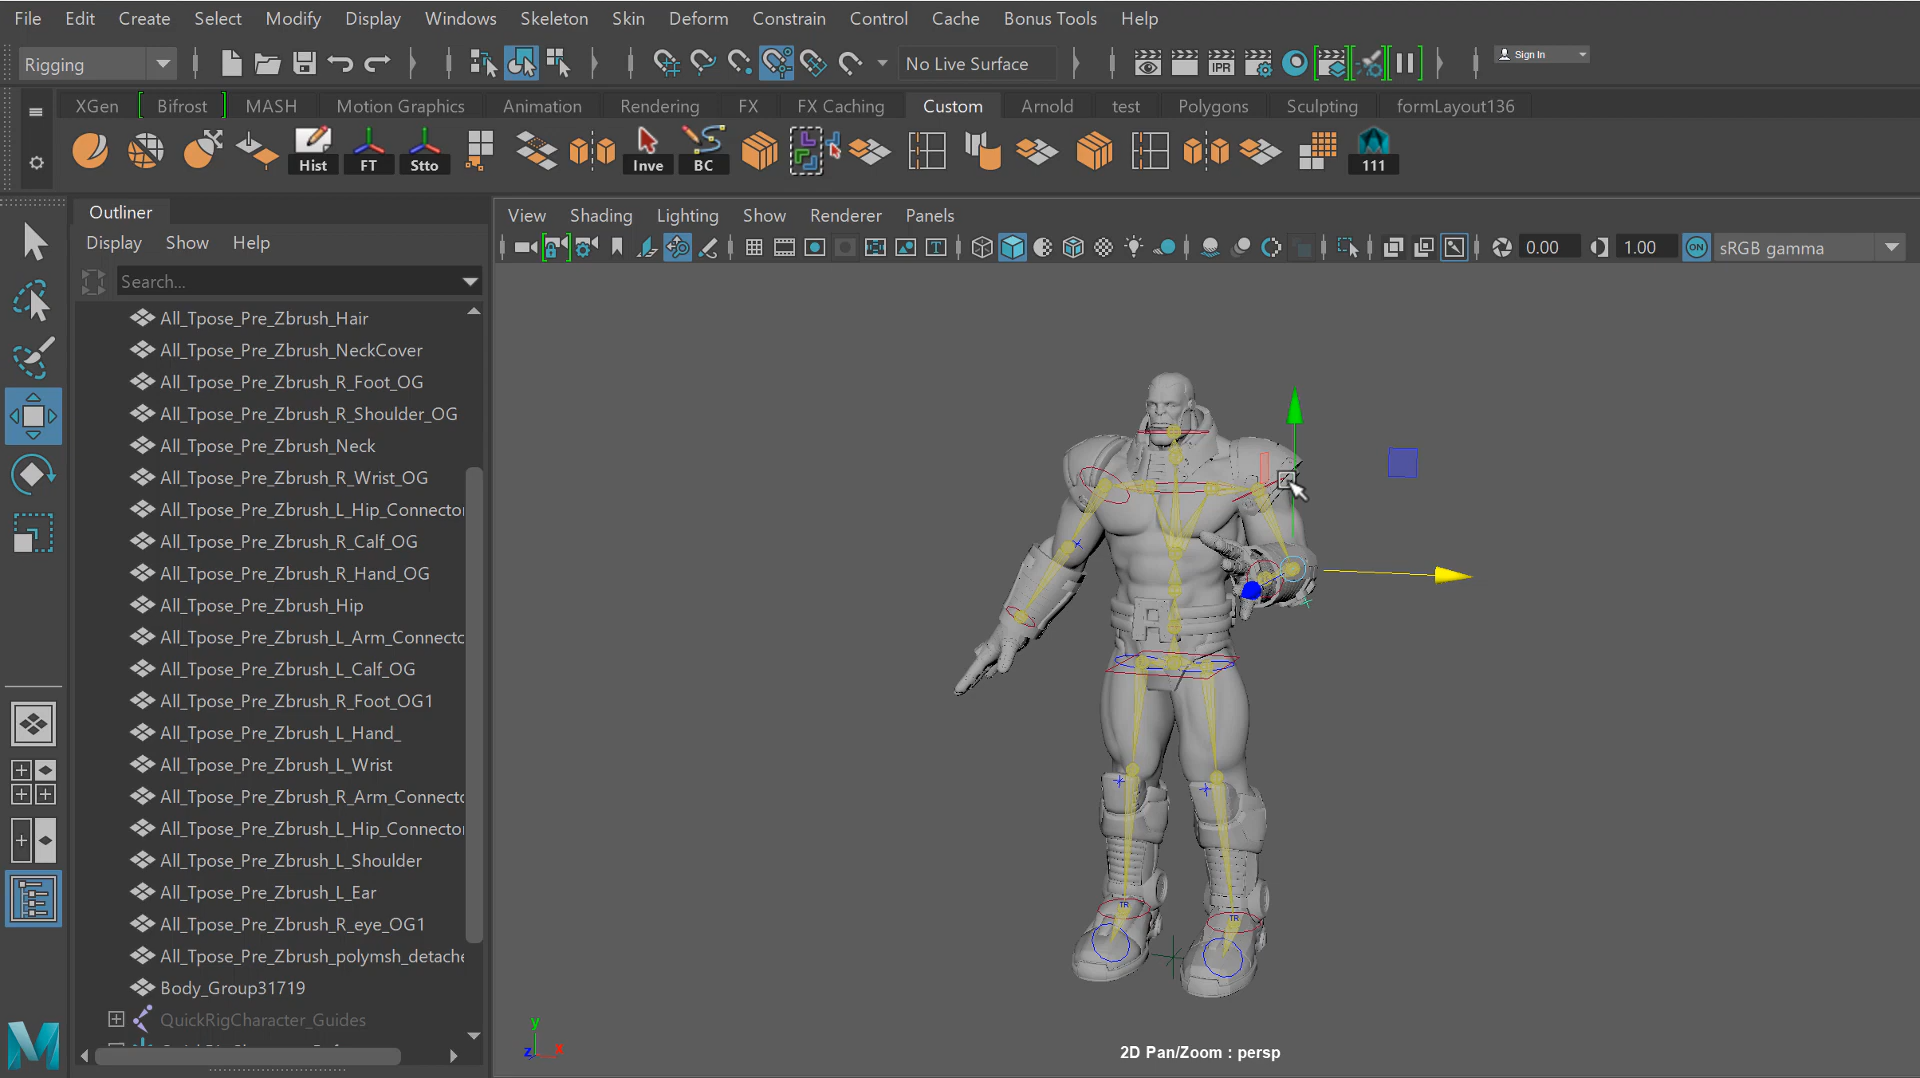 File Edit Create Select Modify Display Windows Skeleton Skin Deform Constrain Control Cache Bonus Tools Help
Rigging No Live Surface IPR Sign In
XGen Bifrost MASH Motion Graphics Animation Rendering FX FX Caching Custom Arnold test Polygons Sculpting formLayout136
Hist FT Stto Inve BC 111
Outliner
Display Show Help
Search...
View Shading Lighting Show Renderer Panels
0.00 1.00 ON sRGB gamma
All_Tpose_Pre_Zbrush_Hair
All_Tpose_Pre_Zbrush_NeckCover
All_Tpose_Pre_Zbrush_R_Foot_OG
All_Tpose_Pre_Zbrush_R_Shoulder_OG
All_Tpose_Pre_Zbrush_Neck
All_Tpose_Pre_Zbrush_R_Wrist_OG
All_Tpose_Pre_Zbrush_L_Hip_Connector
All_Tpose_Pre_Zbrush_R_Calf_OG
All_Tpose_Pre_Zbrush_R_Hand_OG
All_Tpose_Pre_Zbrush_Hip
All_Tpose_Pre_Zbrush_L_Arm_Connecto
All_Tpose_Pre_Zbrush_L_Calf_OG
All_Tpose_Pre_Zbrush_R_Foot_OG1
All_Tpose_Pre_Zbrush_L_Hand_
All_Tpose_Pre_Zbrush_L_Wrist
All_Tpose_Pre_Zbrush_R_Arm_Connecto
All_Tpose_Pre_Zbrush_L_Hip_Connector
All_Tpose_Pre_Zbrush_L_Shoulder
All_Tpose_Pre_Zbrush_L_Ear
All_Tpose_Pre_Zbrush_R_eye_OG1
All_Tpose_Pre_Zbrush_polymsh_detache
Body_Group31719
QuickRigCharacter_Guides
TR
TR
y
z x
2D Pan/Zoom : persp
M